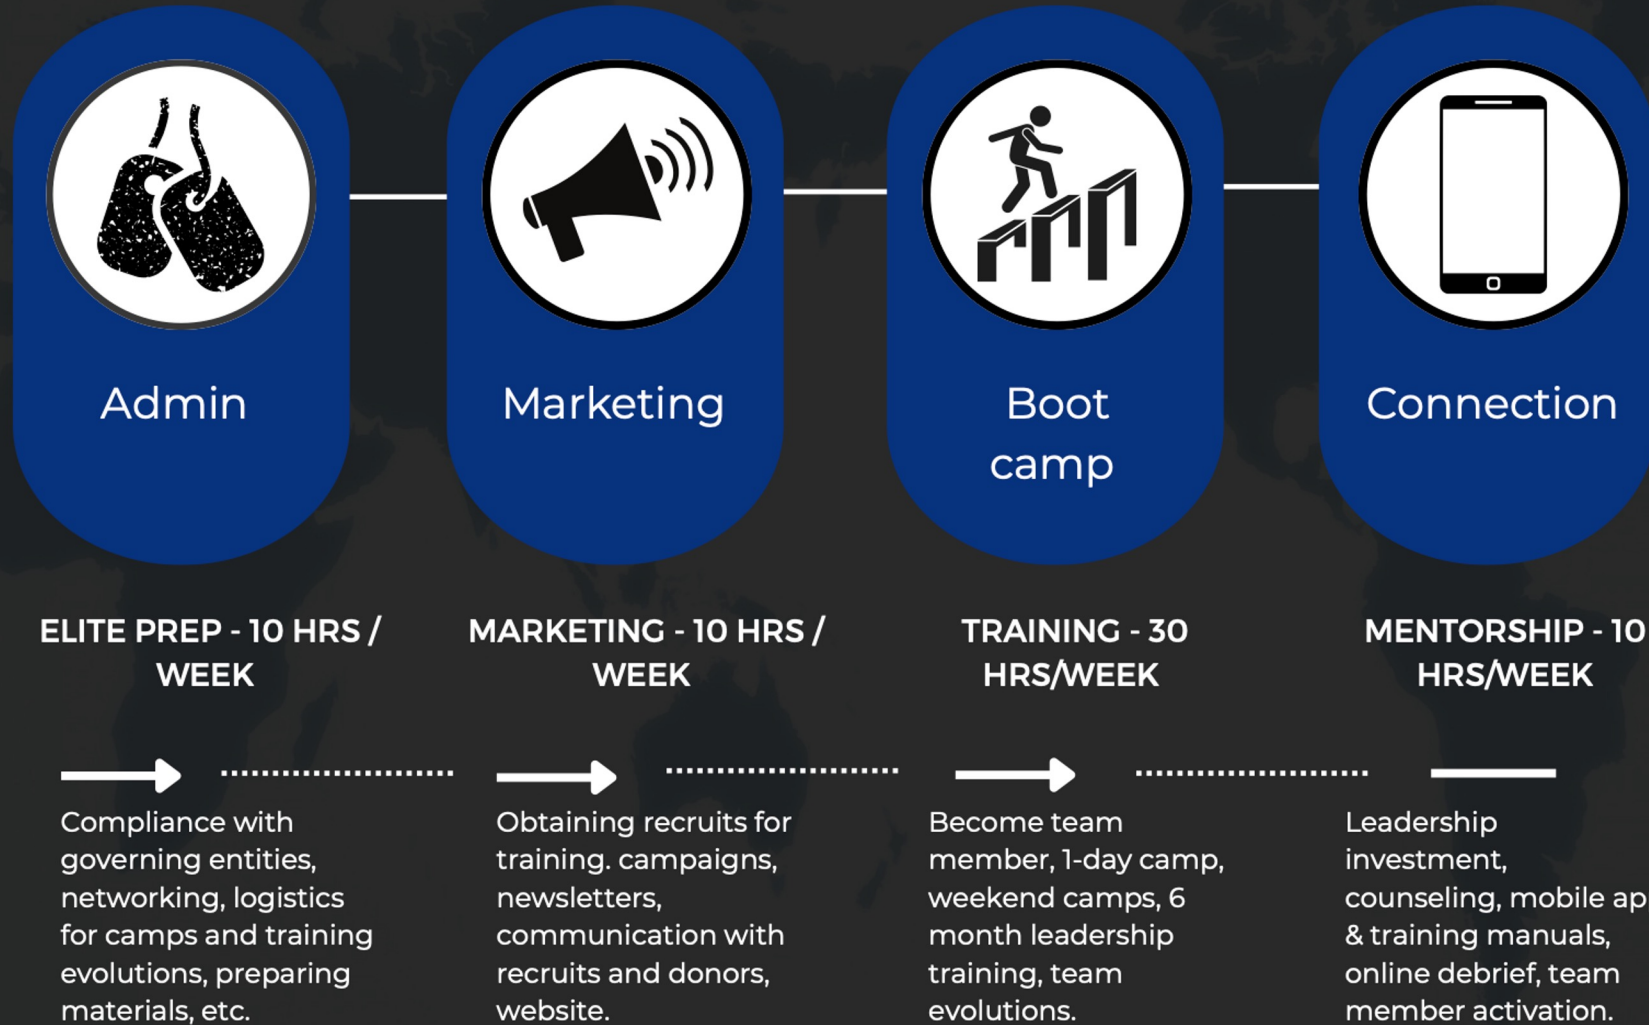 Admin
Marketing
Boot
camp
Connection
ELITE PREP - 10 HRS /
WEEK
MARKETING - 10 HRS /
WEEK
TRAINING - 30
HRS/WEEK
MENTORSHIP - 10
HRS/WEEK
Compliance with
governing entities,
networking, logistics
for camps and training
evolutions, preparing
materials, etc.
Obtaining recruits for
training. campaigns,
newsletters,
communication with
recruits and donors,
website.
Become team
member, 1-day camp,
weekend camps, 6
month leadership
training, team
evolutions.
Leadership
investment,
counseling, mobile
& training manuals,
online debrief, team
member activation.